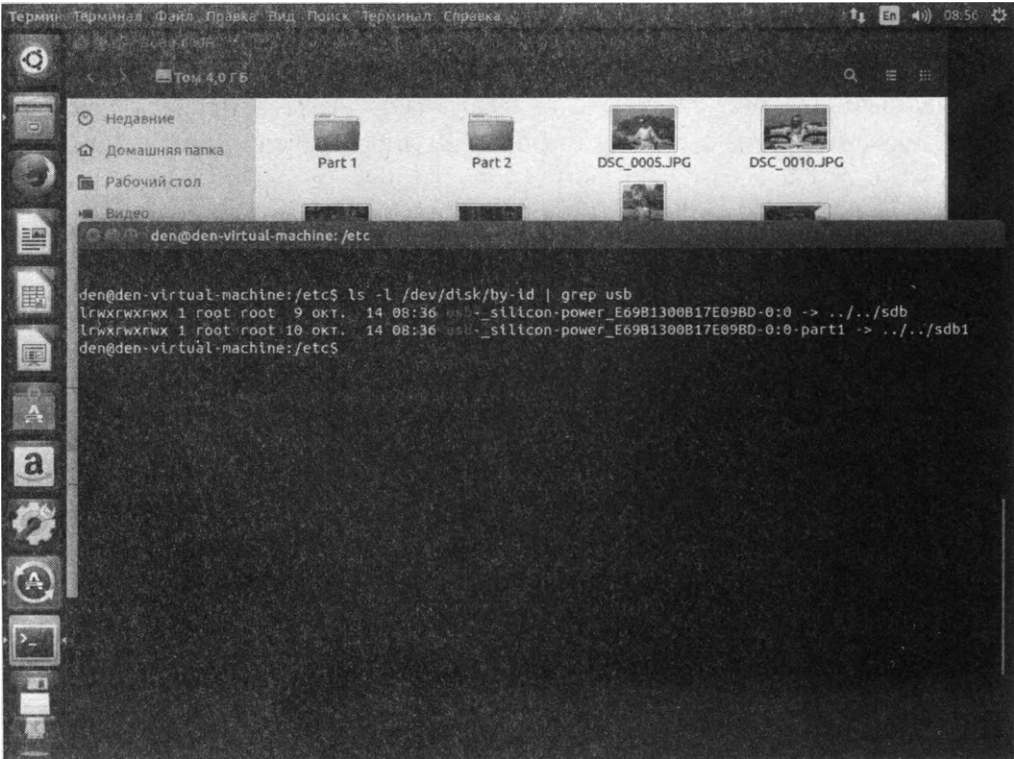 Термин Терминал Файл Правка Вид Поиск Терминал Справка En 08:56
Том 4,0 ГБ
Недавние
Домашняя папка
Рабочий стол
Видео
Part 1 Part 2 DSC_0005.JPG DSC_0010.JPG
den@den-virtual-machine: /etc
den@den-virtual-machine:/etc$ ls -l /dev/disk/by-id | grep usb
lrwxrwxrwx 1 root root 9 окт. 14 08:36 usb-_silicon-power_E69B1300B17E09BD-0:0 -> ../../sdb
lrwxrwxrwx 1 root root 10 окт. 14 08:36 usb-_silicon-power_E69B1300B17E09BD-0:0-part1 -> ../../sdb1
den@den-virtual-machine:/etc$
a